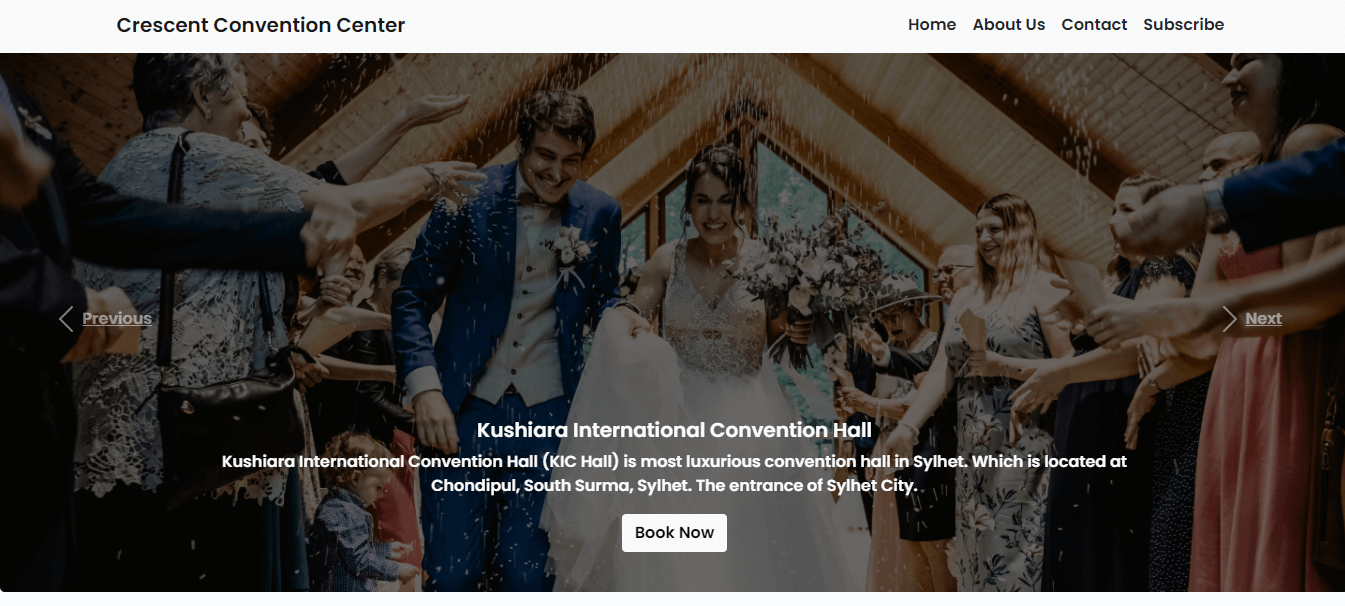 Crescent Convention Center
Home About Us Contact Subscribe
Previous
Next
Kushiara International Convention Hall
Kushiara International Convention Hall (KIC Hall) is most luxurious convention hall in Sylhet. Which is located at
Chondipul, South Surma, Sylhet. The entrance of Sylhet City.
Book Now